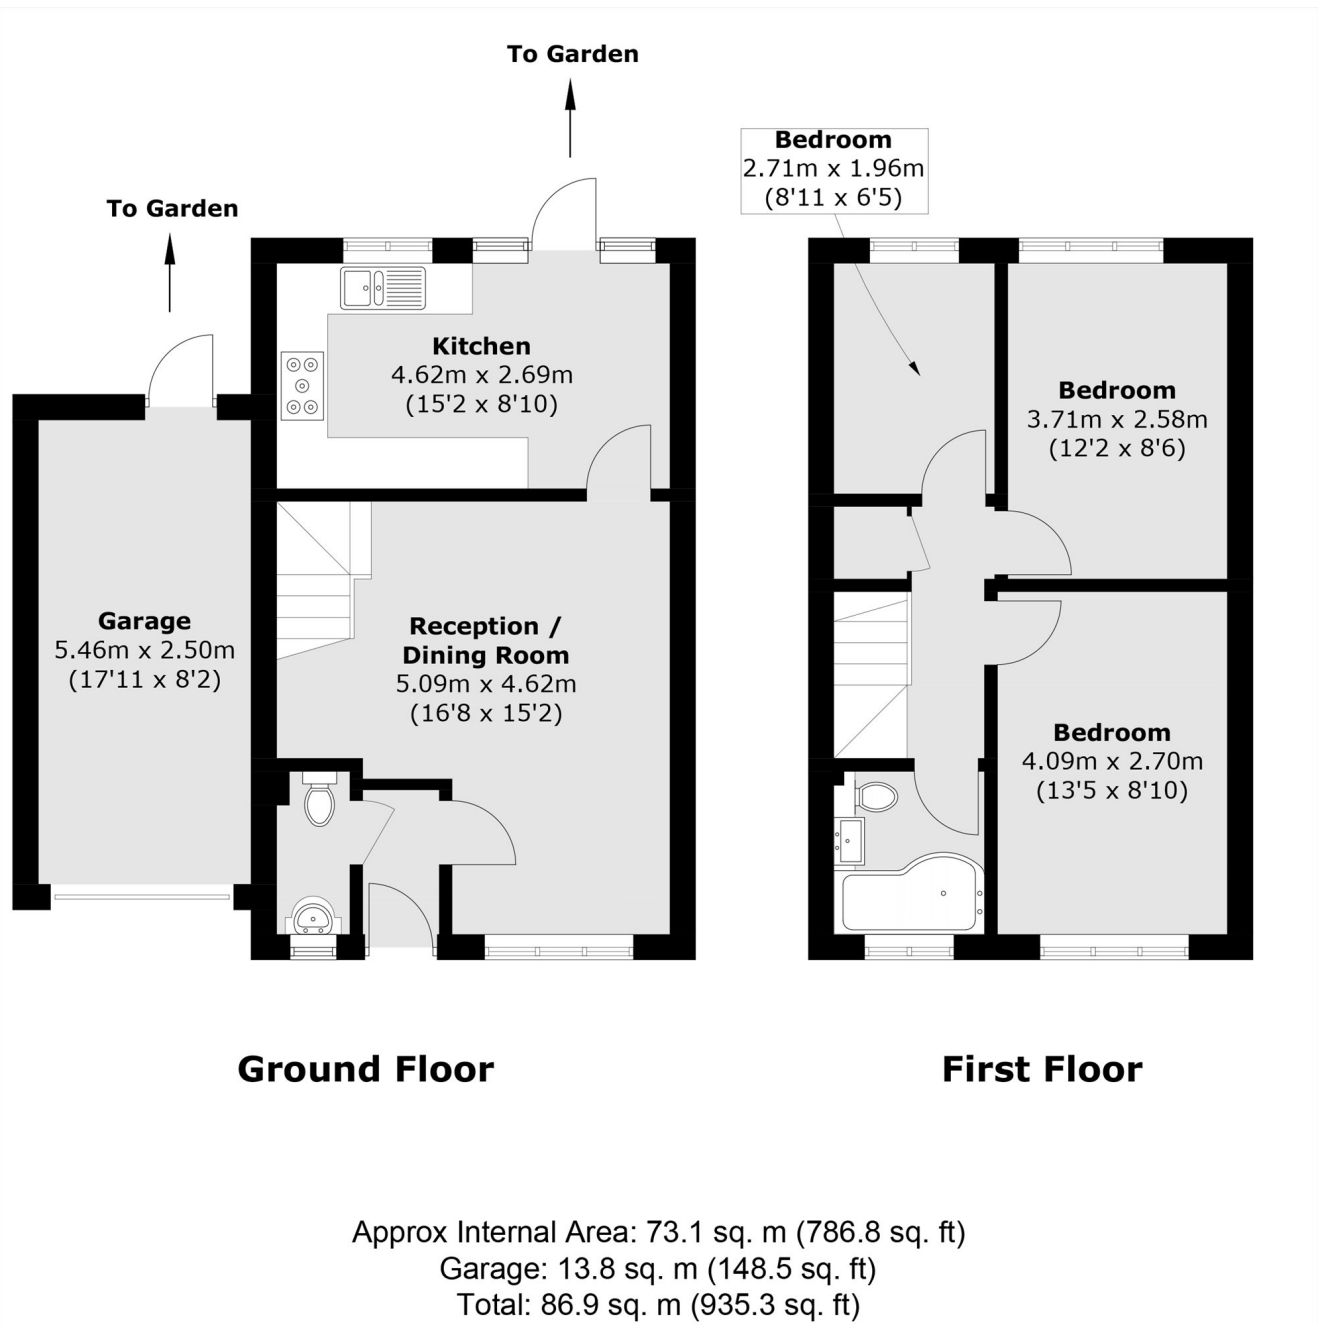 To Garden
To Garden
Bedroom
2.71m x 1.96m
(8'11 x 6'5)
Kitchen
4.62m x 2.69m
(15'2 x 8'10)
Bedroom
3.71m x 2.58m
(12'2 x 8'6)
Garage
5.46m x 2.50m
(17'11 x 8'2)
Reception /
Dining Room
5.09m x 4.62m
(16'8 x 15'2)
Bedroom
4.09m x 2.70m
(13'5 x 8'10)
Ground Floor
First Floor
Approx Internal Area: 73.1 sq. m (786.8 sq. ft)
Garage: 13.8 sq. m (148.5 sq. ft)
Total: 86.9 sq. m (935.3 sq. ft)